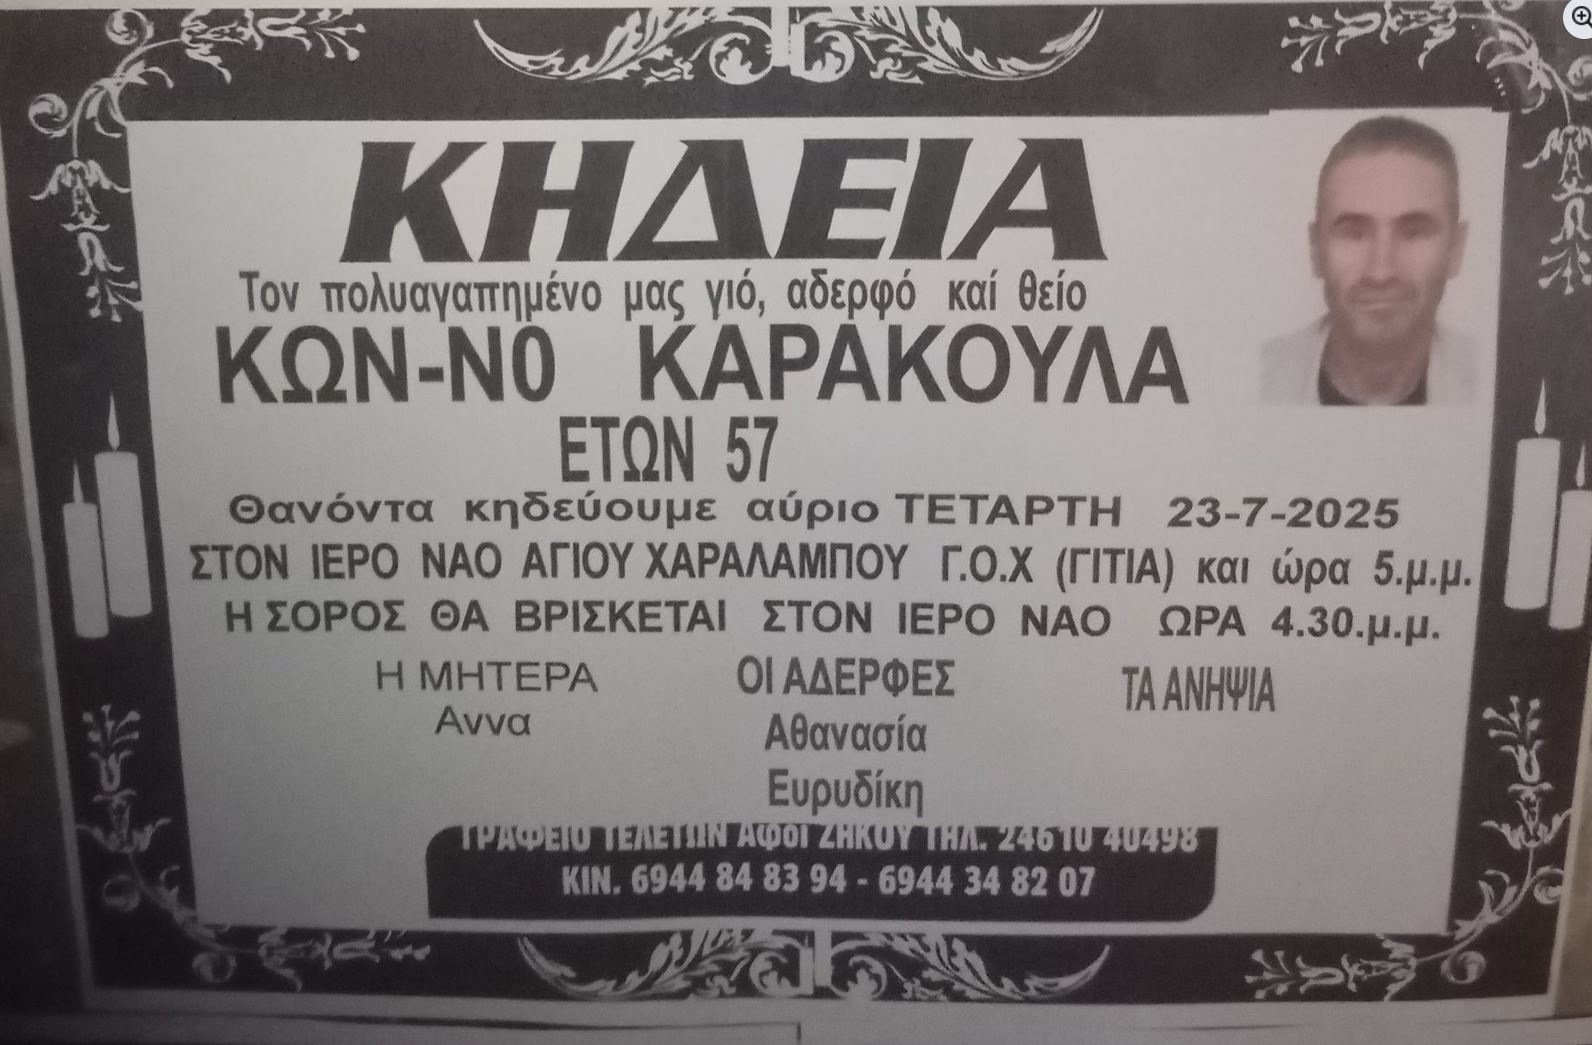 ΚΗΔΕΙΑ
Τον πολυαγαπημένο μας γιό, αδερφό καί θείο
ΚΩΝ-Ν0 ΚΑΡΑΚΟΥΛΑ
ΕΤΩΝ 57
Θανόντα κηδεύουμε αύριο ΤΕΤΑΡΤΗ 23-7-2025
ΣΤΟΝ ΙΕΡΟ ΝΑΟ ΑΓΙΟΥ ΧΑΡΑΛΑΜΠΟΥ Γ.Ο.Χ (ΓΙΤΙΑ) και ώρα 5.μ.μ.
Η ΣΟΡΟΣ ΘΑ ΒΡΙΣΚΕΤΑΙ ΣΤΟΝ ΙΕΡΟ ΝΑΟ ΩΡΑ 4.30.μ.μ.
Η ΜΗΤΕΡΑ
Αννα
ΟΙ ΑΔΕΡΦΕΣ
Αθανασία
Ευρυδίκη
ΤΑ ΑΝΗΨΙΑ
ΓΡΑΦΕΙΟ ΤΕΛΕΤΩΝ Αφοι ΖΗΚΟΥ ΤΗΛ. 24610 40498
ΚΙΝ. 6944 84 83 94 - 6944 34 82 07